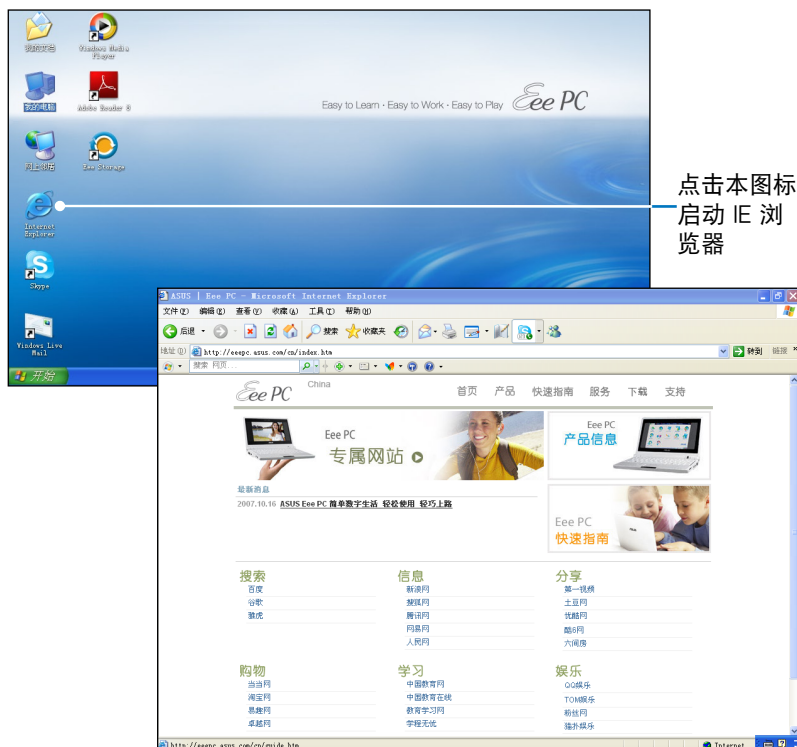 我的文档
Windows Media Player
我的电脑
Adobe Reader 8
Easy to Learn · Easy to Work · Easy to Play Eee PC
网上邻居
Eee Storage
点击本图标
启动 IE 浏
览器
Internet Explorer
Skype
Windows Live Mail
开始
ASUS | Eee PC - Microsoft Internet Explorer
文件(F) 编辑(E) 查看(V) 收藏(A) 工具(T) 帮助(H)
后退 搜索 收藏夹
地址(D) http://eeepc.asus.com/cn/index.htm 转到 链接 »
搜索 网页...
Eee PC China 首页 产品 快速指南 服务 下载 支持
Eee PC
专属网站
Eee PC
产品信息
最新消息
2007.10.16 ASUS Eee PC 简单数字生活 轻松使用 轻巧上路
Eee PC
快速指南
搜索 信息 分享
百度 新浪网 第一视频
谷歌 搜狐网 土豆网
雅虎 腾讯网 优酷网
网易网 酷6网
人民网 六间房
购物 学习 娱乐
当当网 中国教育网 QQ娱乐
淘宝网 中国教育在线 TOM娱乐
易趣网 教育学习网 粉丝网
卓越网 学程无忧 猫扑娱乐
http://eeepc.asus.com/cn/guide.htm Internet